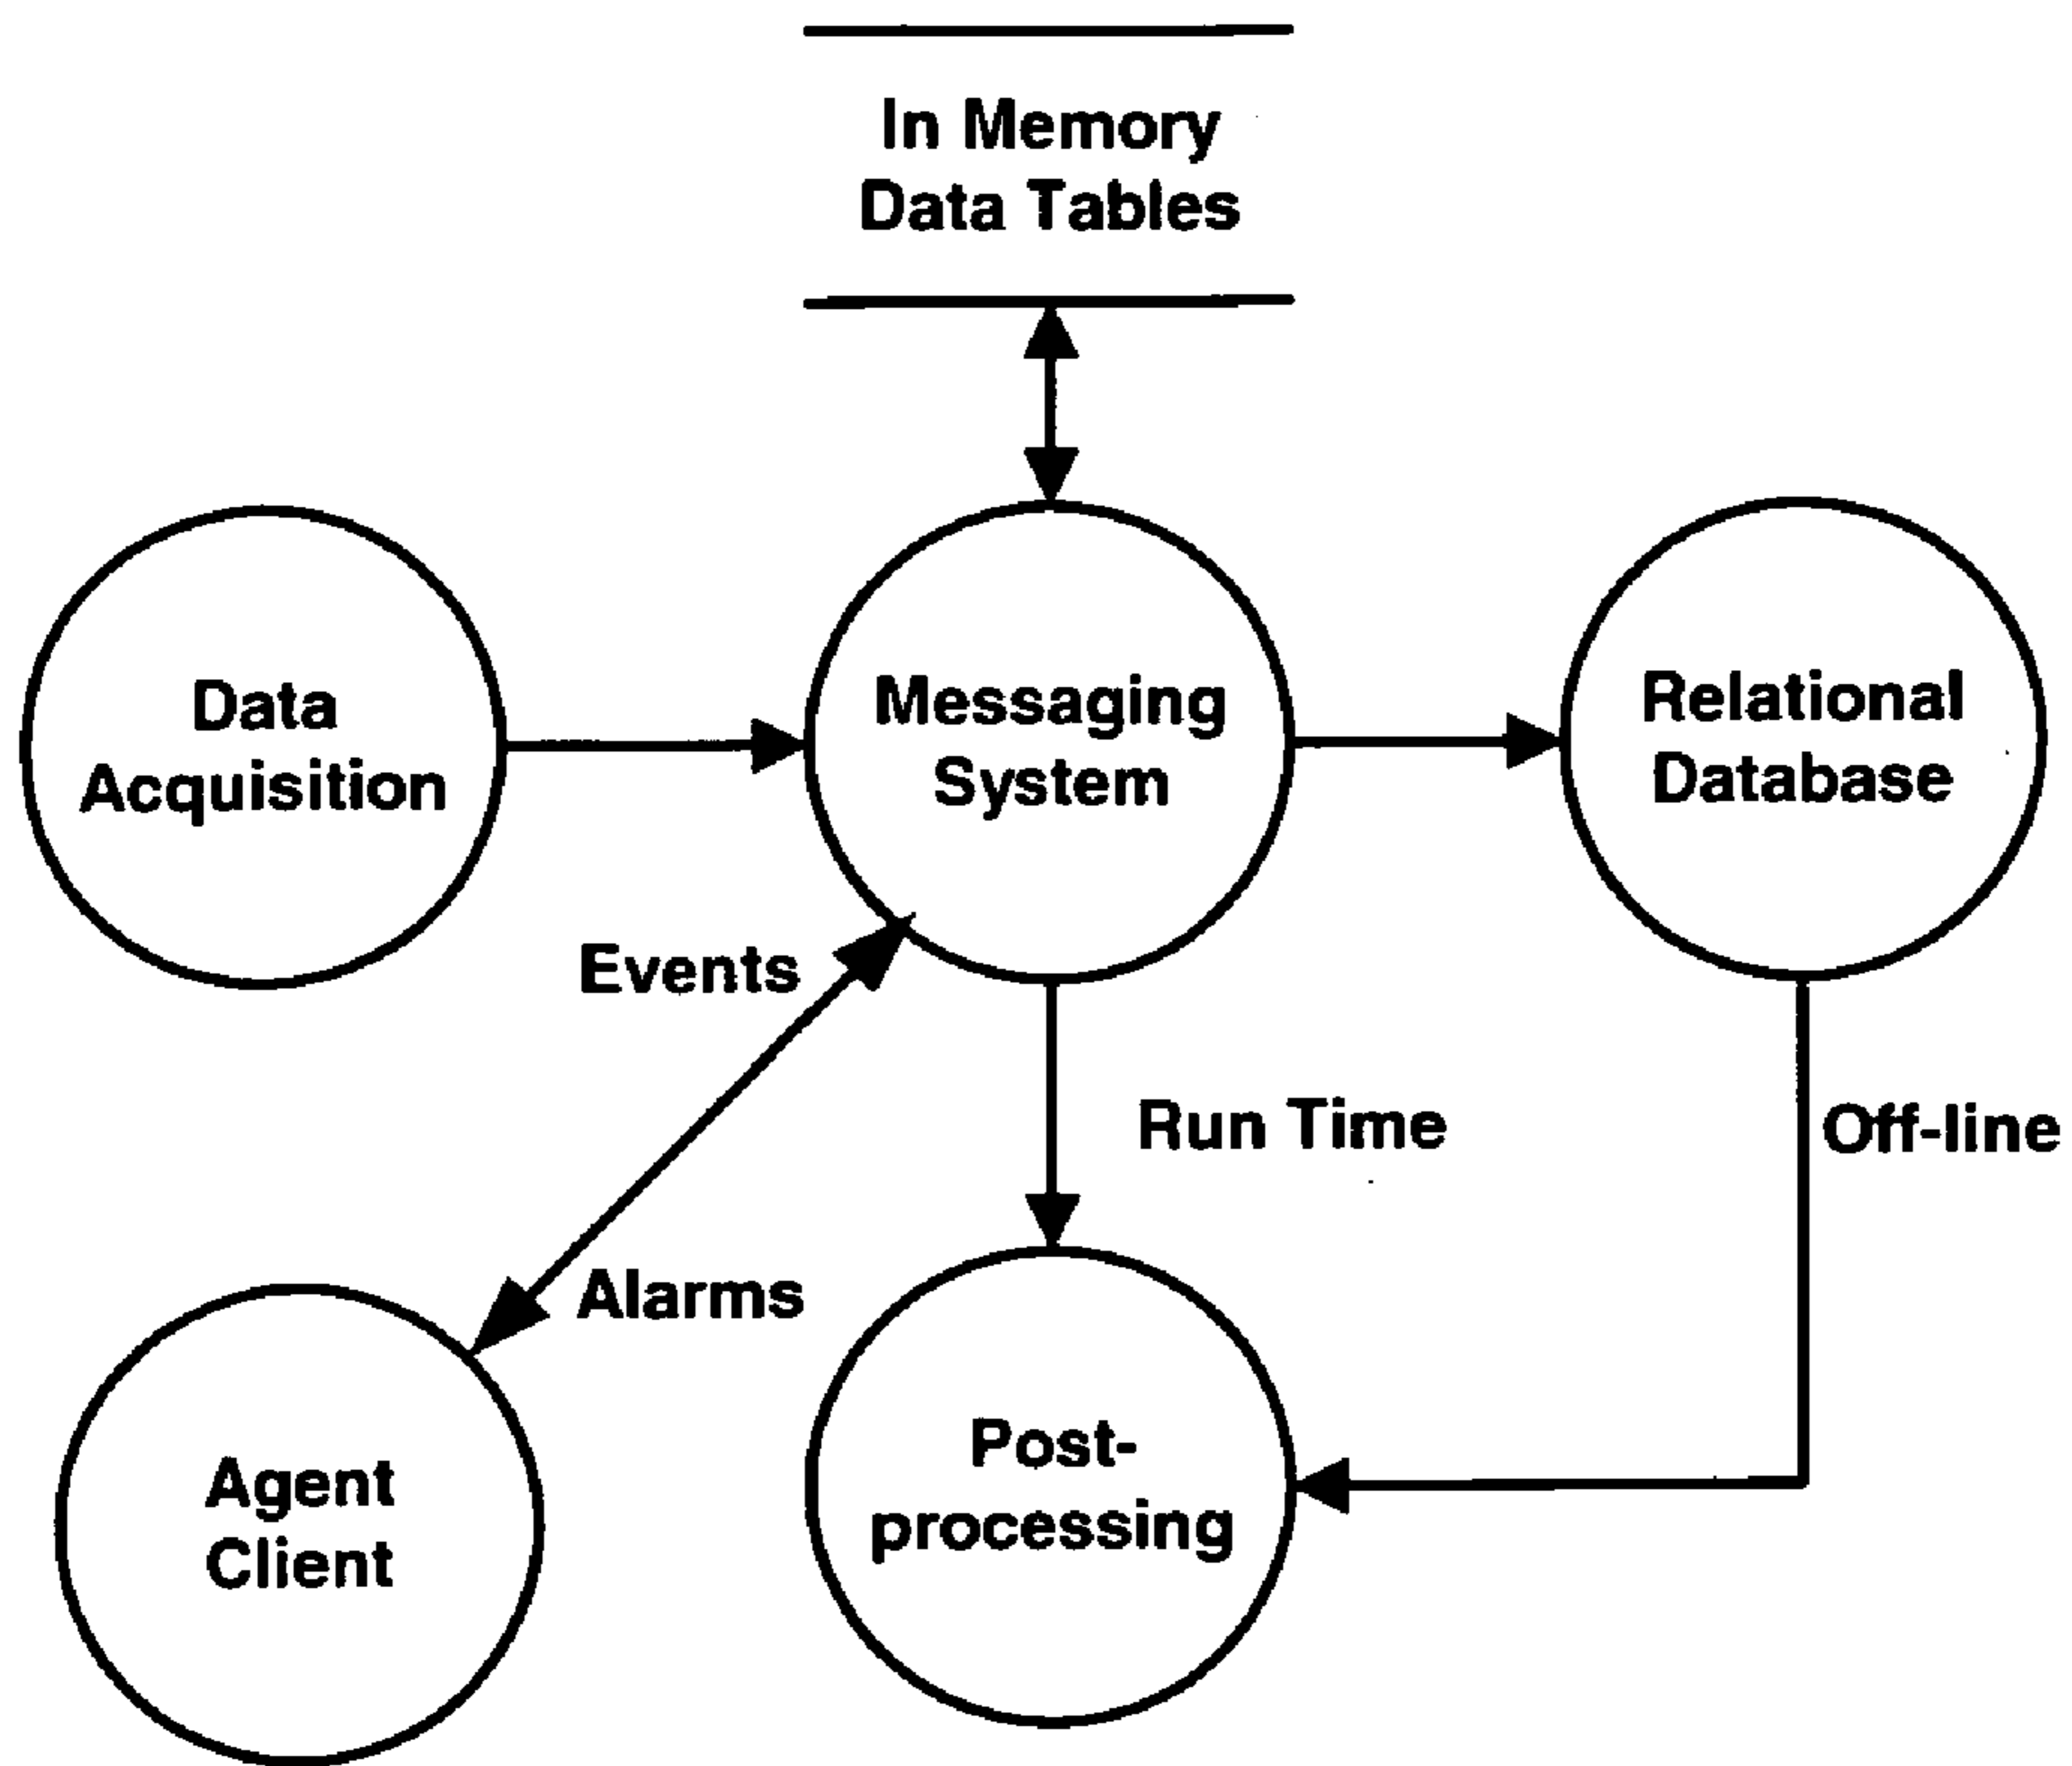 In Memory
Data Tables
Data
Acquisition
Messaging
System
Relational
Database
Events
Run Time
Off-line
Alarms
Agent
Client
Post-
processing